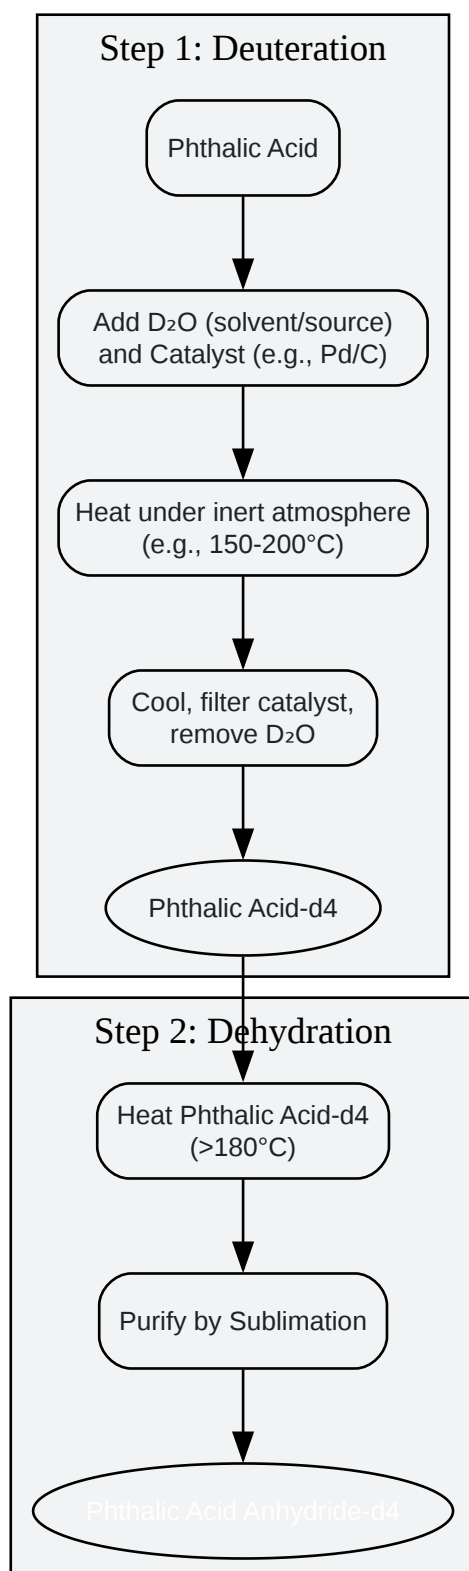 Step 1: Deuteration
Phthalic Acid
Add D₂O (solvent/source)
and Catalyst (e.g., Pd/C)
Heat under inert atmosphere
(e.g., 150-200°C)
Cool, filter catalyst,
remove D₂O
Phthalic Acid-d4
Step 2: Dehydration
Heat Phthalic Acid-d4
(>180°C)
Purify by Sublimation
Phthalic Acid Anhydride-d4